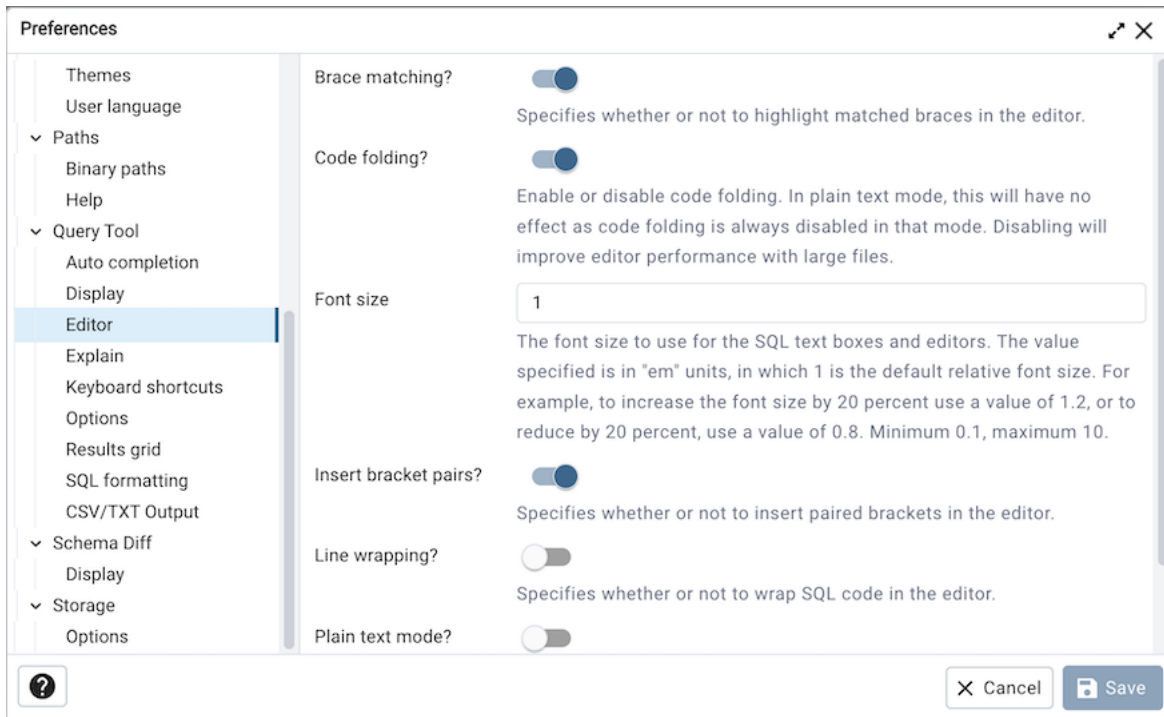 Preferences
Themes
User language
Paths
Binary paths
Help
Query Tool
Auto completion
Display
Editor
Explain
Keyboard shortcuts
Options
Results grid
SQL formatting
CSV/TXT Output
Schema Diff
Display
Storage
Options
Brace matching?
Specifies whether or not to highlight matched braces in the editor.
Code folding?
Enable or disable code folding. In plain text mode, this will have no
effect as code folding is always disabled in that mode. Disabling will
improve editor performance with large files.
Font size
1
The font size to use for the SQL text boxes and editors. The value
specified is in "em" units, in which 1 is the default relative font size. For
example, to increase the font size by 20 percent use a value of 1.2, or to
reduce by 20 percent, use a value of 0.8. Minimum 0.1, maximum 10.
Insert bracket pairs?
Specifies whether or not to insert paired brackets in the editor.
Line wrapping?
Specifies whether or not to wrap SQL code in the editor.
Plain text mode?
?
Cancel
Save